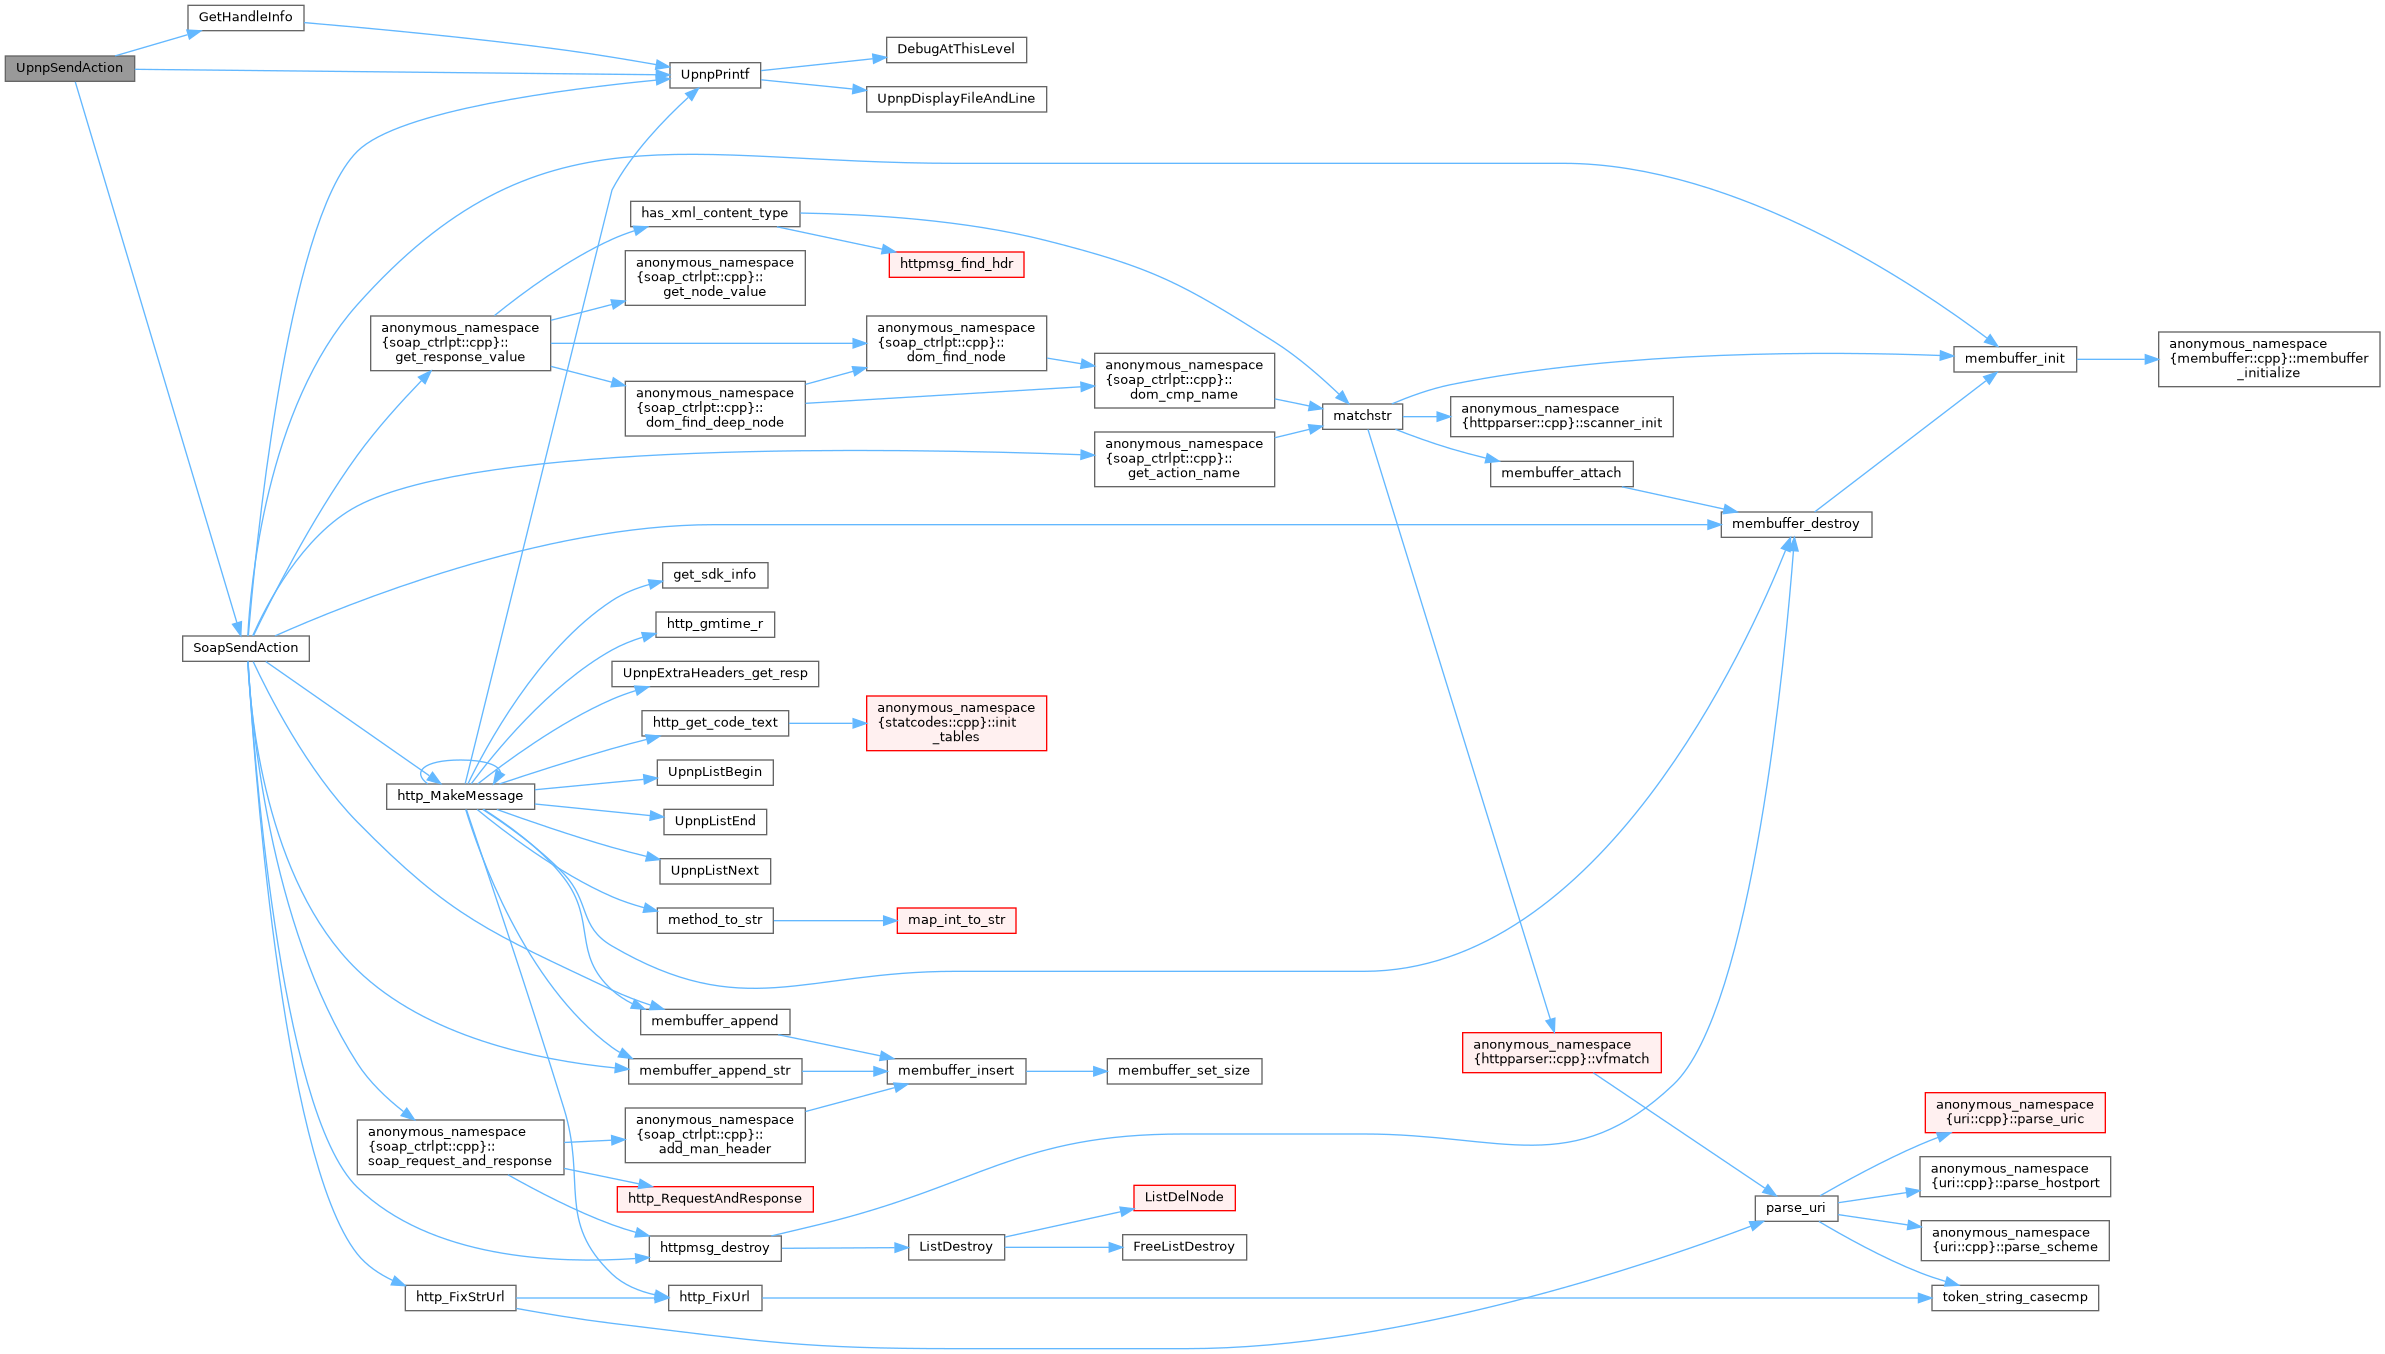 GetHandleInfo
UpnpSendAction
UpnpPrintf
DebugAtThisLevel
UpnpDisplayFileAndLine
has_xml_content_type
httpmsg_find_hdr
anonymous_namespace
{soap_ctrlpt::cpp}::
get_node_value
anonymous_namespace
{soap_ctrlpt::cpp}::
get_response_value
anonymous_namespace
{soap_ctrlpt::cpp}::
dom_find_node
anonymous_namespace
{soap_ctrlpt::cpp}::
dom_find_deep_node
anonymous_namespace
{soap_ctrlpt::cpp}::
dom_cmp_name
anonymous_namespace
{soap_ctrlpt::cpp}::
get_action_name
matchstr
anonymous_namespace
{httpparser::cpp}::scanner_init
membuffer_attach
membuffer_init
anonymous_namespace
{membuffer::cpp}::membuffer
_initialize
membuffer_destroy
get_sdk_info
http_gmtime_r
SoapSendAction
UpnpExtraHeaders_get_resp
http_get_code_text
anonymous_namespace
{statcodes::cpp}::init
_tables
UpnpListBegin
http_MakeMessage
UpnpListEnd
UpnpListNext
method_to_str
map_int_to_str
membuffer_append
membuffer_append_str
membuffer_insert
membuffer_set_size
anonymous_namespace
{httpparser::cpp}::vfmatch
anonymous_namespace
{soap_ctrlpt::cpp}::
soap_request_and_response
anonymous_namespace
{soap_ctrlpt::cpp}::
add_man_header
http_RequestAndResponse
httpmsg_destroy
ListDestroy
ListDelNode
FreeListDestroy
anonymous_namespace
{uri::cpp}::parse_uric
anonymous_namespace
{uri::cpp}::parse_hostport
parse_uri
anonymous_namespace
{uri::cpp}::parse_scheme
http_FixStrUrl
http_FixUrl
token_string_casecmp